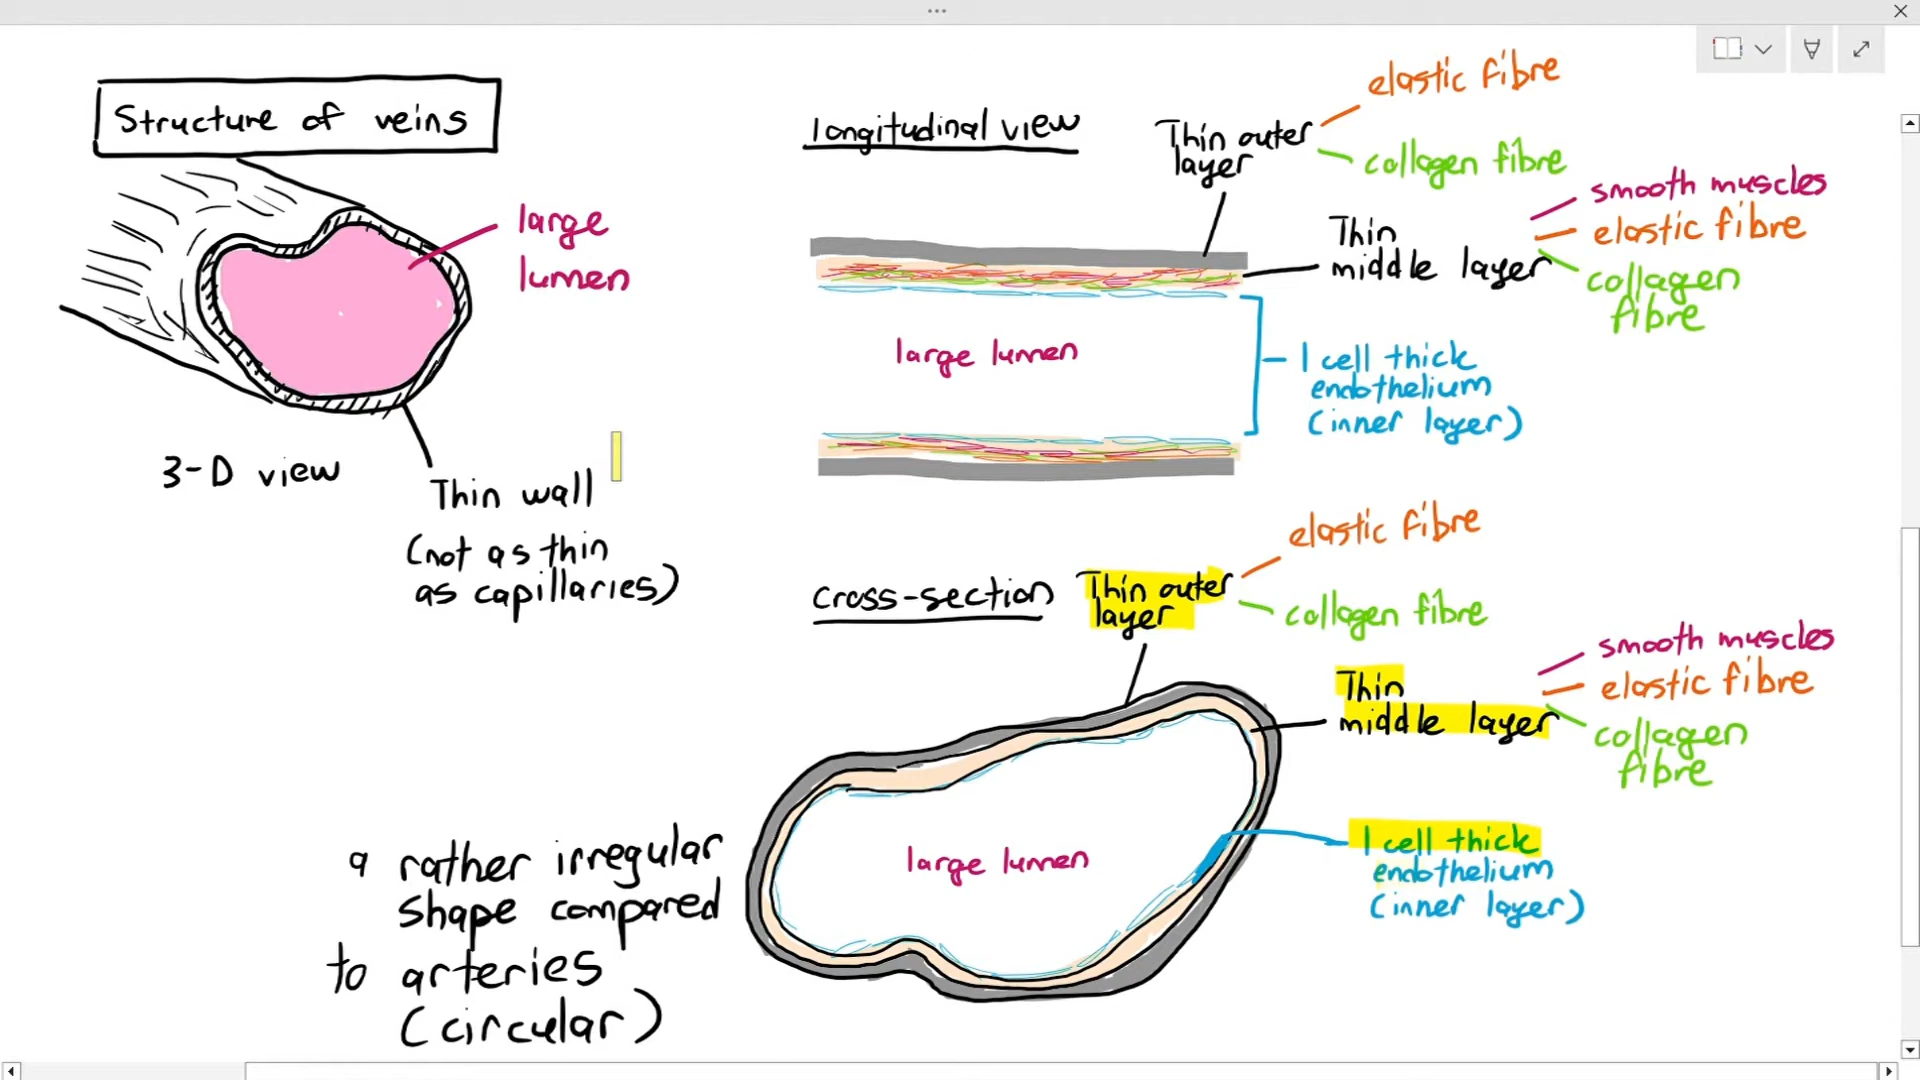 Structure of veins
large
lumen
3-D view
Thin wall
(not as thin
as capillaries)
longitudinal view
Thin outer
layer
elastic fibre
collagen fibre
Thin
middle layer
smooth muscles
elastic fibre
collagen
fibre
large lumen
1 cell thick
endothelium
(inner layer)
cross-section
Thin outer
layer
elastic fibre
collagen fibre
Thin
middle layer
smooth muscles
elastic fibre
collagen
fibre
large lumen
1 cell thick
endothelium
(inner layer)
a rather irregular
shape compared
to arteries
(circular)